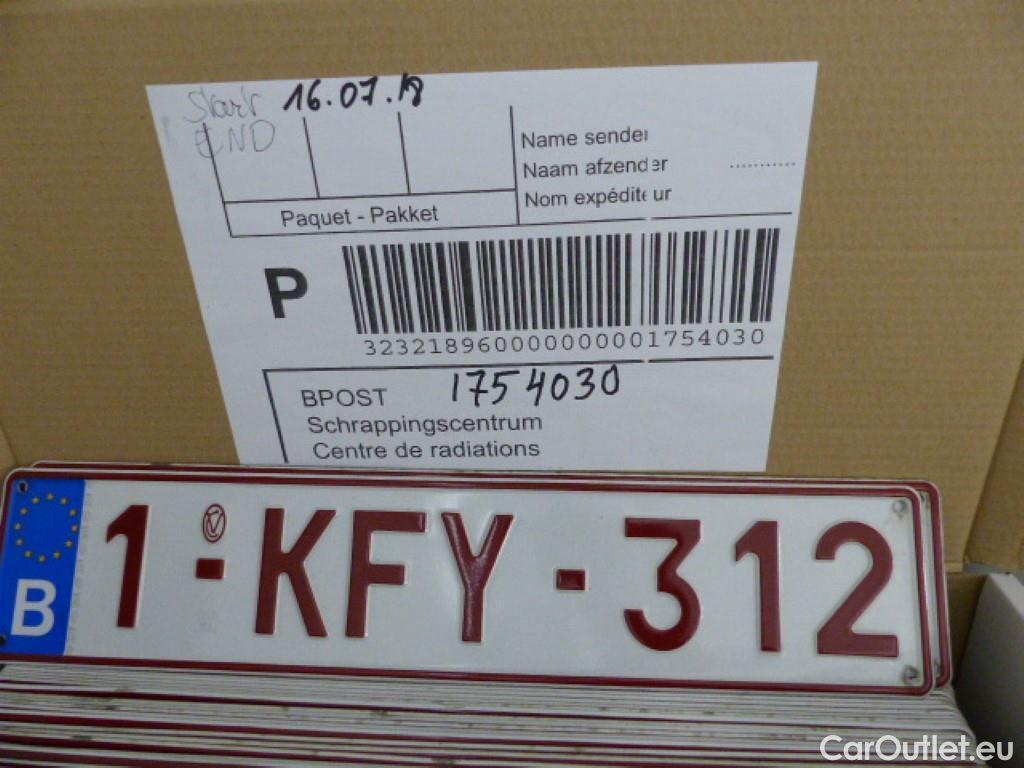 Start 16.07.18
END
Name sender
Naam afzender ...........
Nom expéditeur
Paquet - Pakket
P
323218960000000001754030
BPOST 1754030
Schrappingscentrum
Centre de radiations
B 1-KFY-312
CarOutlet.eu